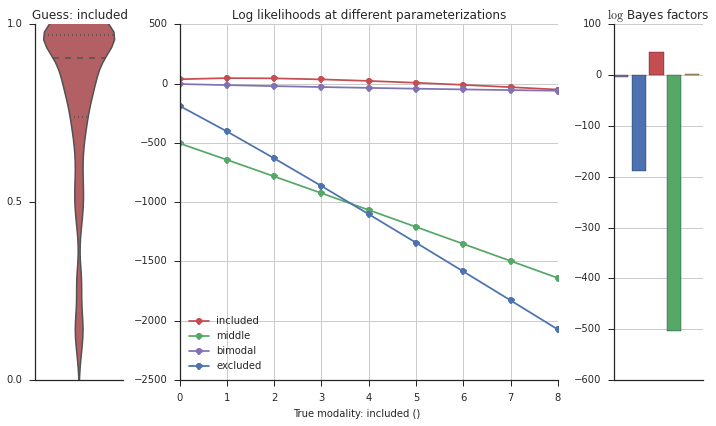 Guess: included
1.0
0.5
0.0
Log likelihoods at different parameterizations
500
0
−500
−1000
−1500
−2000
−2500
included
middle
bimodal
excluded
0 1 2 3 4 5 6 7 8
True modality: included ()
log Bayes factors
100
0
−100
−200
−300
−400
−500
−600